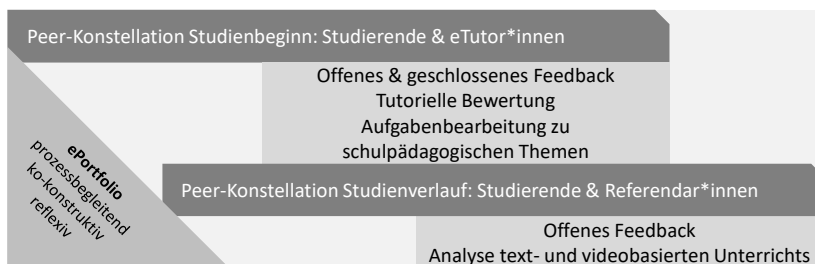 Peer-Konstellation Studienbeginn: Studierende & eTutor*innen
Offenes & geschlossenes Feedback
Tutorielle Bewertung
Aufgabenbearbeitung zu
schulpädagogischen Themen
ePortfolio
prozessbegleitend
ko-konstruktiv
reflexiv
Peer-Konstellation Studienverlauf: Studierende & Referendar*innen
Offenes Feedback
Analyse text- und videobasierten Unterrichts